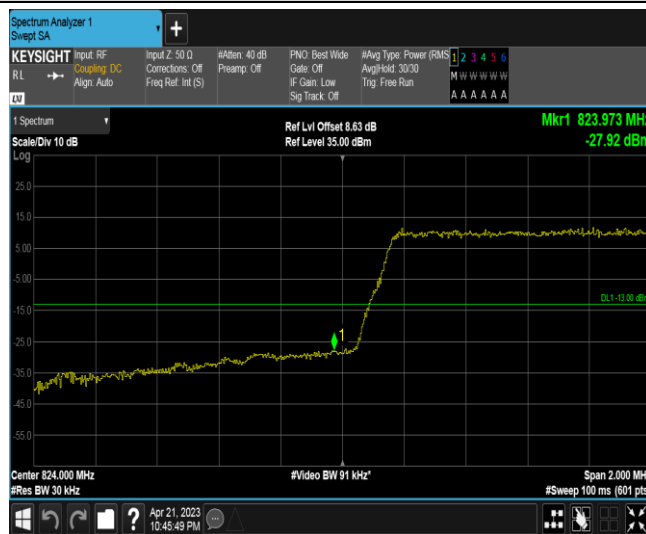 Spectrum Analyzer 1
Swept SA
+
KEYSIGHT
RL
LXI
Input: RF
Coupling: DC
Align: Auto
Input Z: 50 Ω
Corrections: Off
Freq Ref: Int (S)
#Atten: 40 dB
Preamp: Off
PNO: Best Wide
Gate: Off
IF Gain: Low
Sig Track: Off
#Avg Type: Power (RMS
Avg|Hold: 30/30
Trig: Free Run
1 2 3 4 5 6
M W W W W W
A A A A A A
1 Spectrum
Scale/Div 10 dB
Log
Ref Lvl Offset 8.63 dB
Ref Level 35.00 dBm
Mkr1 823.973 MHz
-27.92 dBm
25.0
15.0
5.00
-5.00
-15.0
-25.0
-35.0
-45.0
-55.0
1
DL1 -13.00 dBm
Center 824.000 MHz
#Res BW 30 kHz
#Video BW 91 kHz*
Span 2.000 MHz
#Sweep 100 ms (601 pts
?
Apr 21, 2023
10:45:49 PM